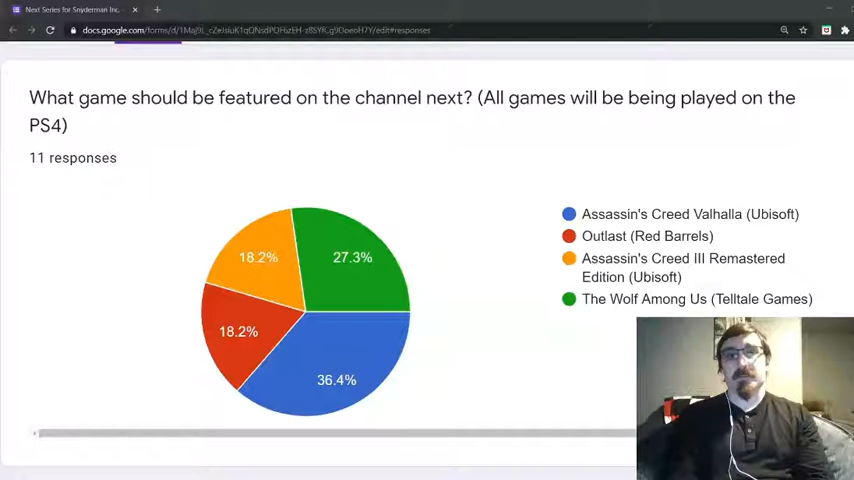 Next Series for Snyderman Inc. -
What game should be featured on the channel next? (All games will be being played on the
PS4)
11 responses
18.2%
27.3%
18.2%
36.4%
Assassin's Creed Valhalla (Ubisoft)
Outlast (Red Barrels)
Assassin's Creed III Remastered
Edition (Ubisoft)
The Wolf Among Us (Telltale Games)